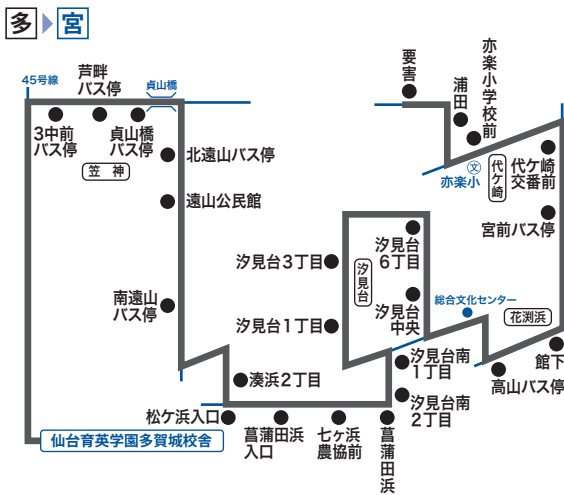 多 宮
45号線
芦畔
バス停
貞山橋
3中前
バス停
貞山橋
バス停
笠 神
北遠山バス停
遠山公民館
南遠山
バス停
湊浜2丁目
松ケ浜入口
仙台育英学園多賀城校舎
菖蒲田浜
入口
七ヶ浜
農協前
菖蒲田浜
汐見台南
2丁目
汐見台南
1丁目
汐見台3丁目
汐見台1丁目
汐見台
汐見台
6丁目
汐見台
中央
総合文化センター
高山バス停
館下
花渕浜
宮前バス停
代ケ崎
交番前
代ケ崎
文
亦楽小
亦楽小学校前
浦田
要害